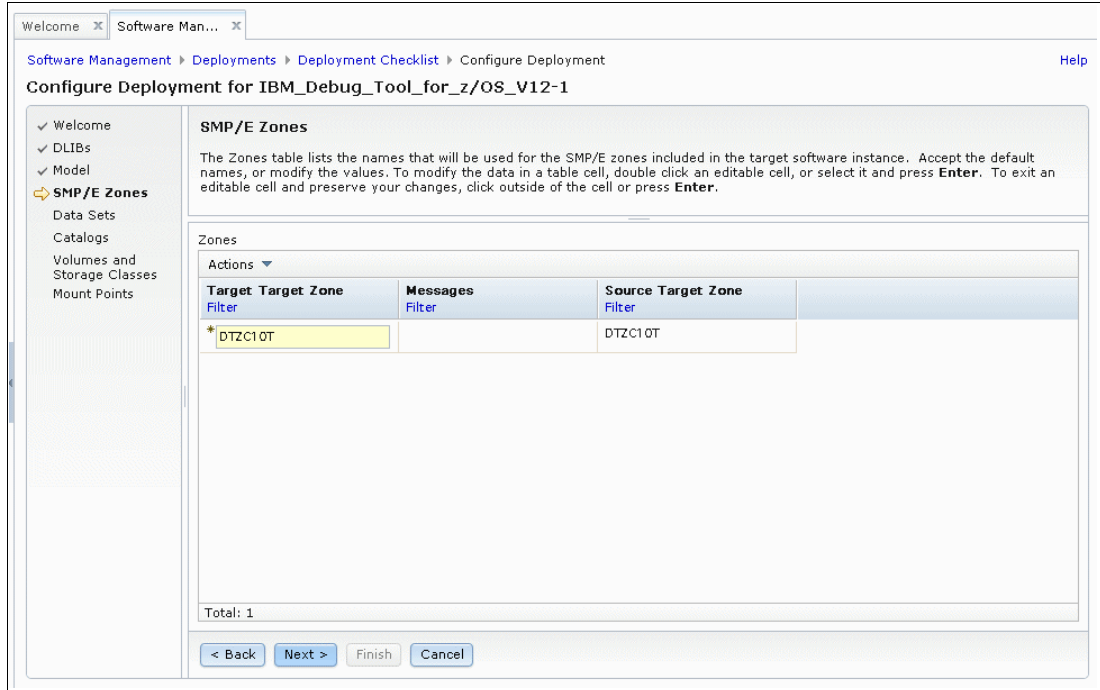 Welcome X Software Man... X
Software Management Deployments Deployment Checklist Configure Deployment Help
Configure Deployment for IBM_Debug_Tool_for_z/OS_V12-1
Welcome
DLIBs
Model
SMP/E Zones
Data Sets
Catalogs
Volumes and
Storage Classes
Mount Points
SMP/E Zones
The Zones table lists the names that will be used for the SMP/E zones included in the target software instance. Accept the default
names, or modify the values. To modify the data in a table cell, double click an editable cell, or select it and press Enter. To exit an
editable cell and preserve your changes, click outside of the cell or press Enter.
Zones
Actions
Target Target Zone Messages Source Target Zone
Filter Filter Filter
* DTZC10T DTZC10T
Total: 1
< Back Next > Finish Cancel